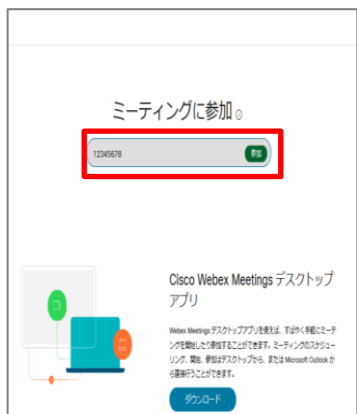 ミーティングに参加
12345678
参加
Cisco Webex Meetings デスクトップ
アプリ
Webex Meetings デスクトップアプリを使えば、すばやく手軽にミーテ
ィングを開始したり参加することができます。ミーティングのスケジュー
リング、開始、参加はデスクトップから、または Microsoft Outlook か
ら直接行うことができます。
ダウンロード